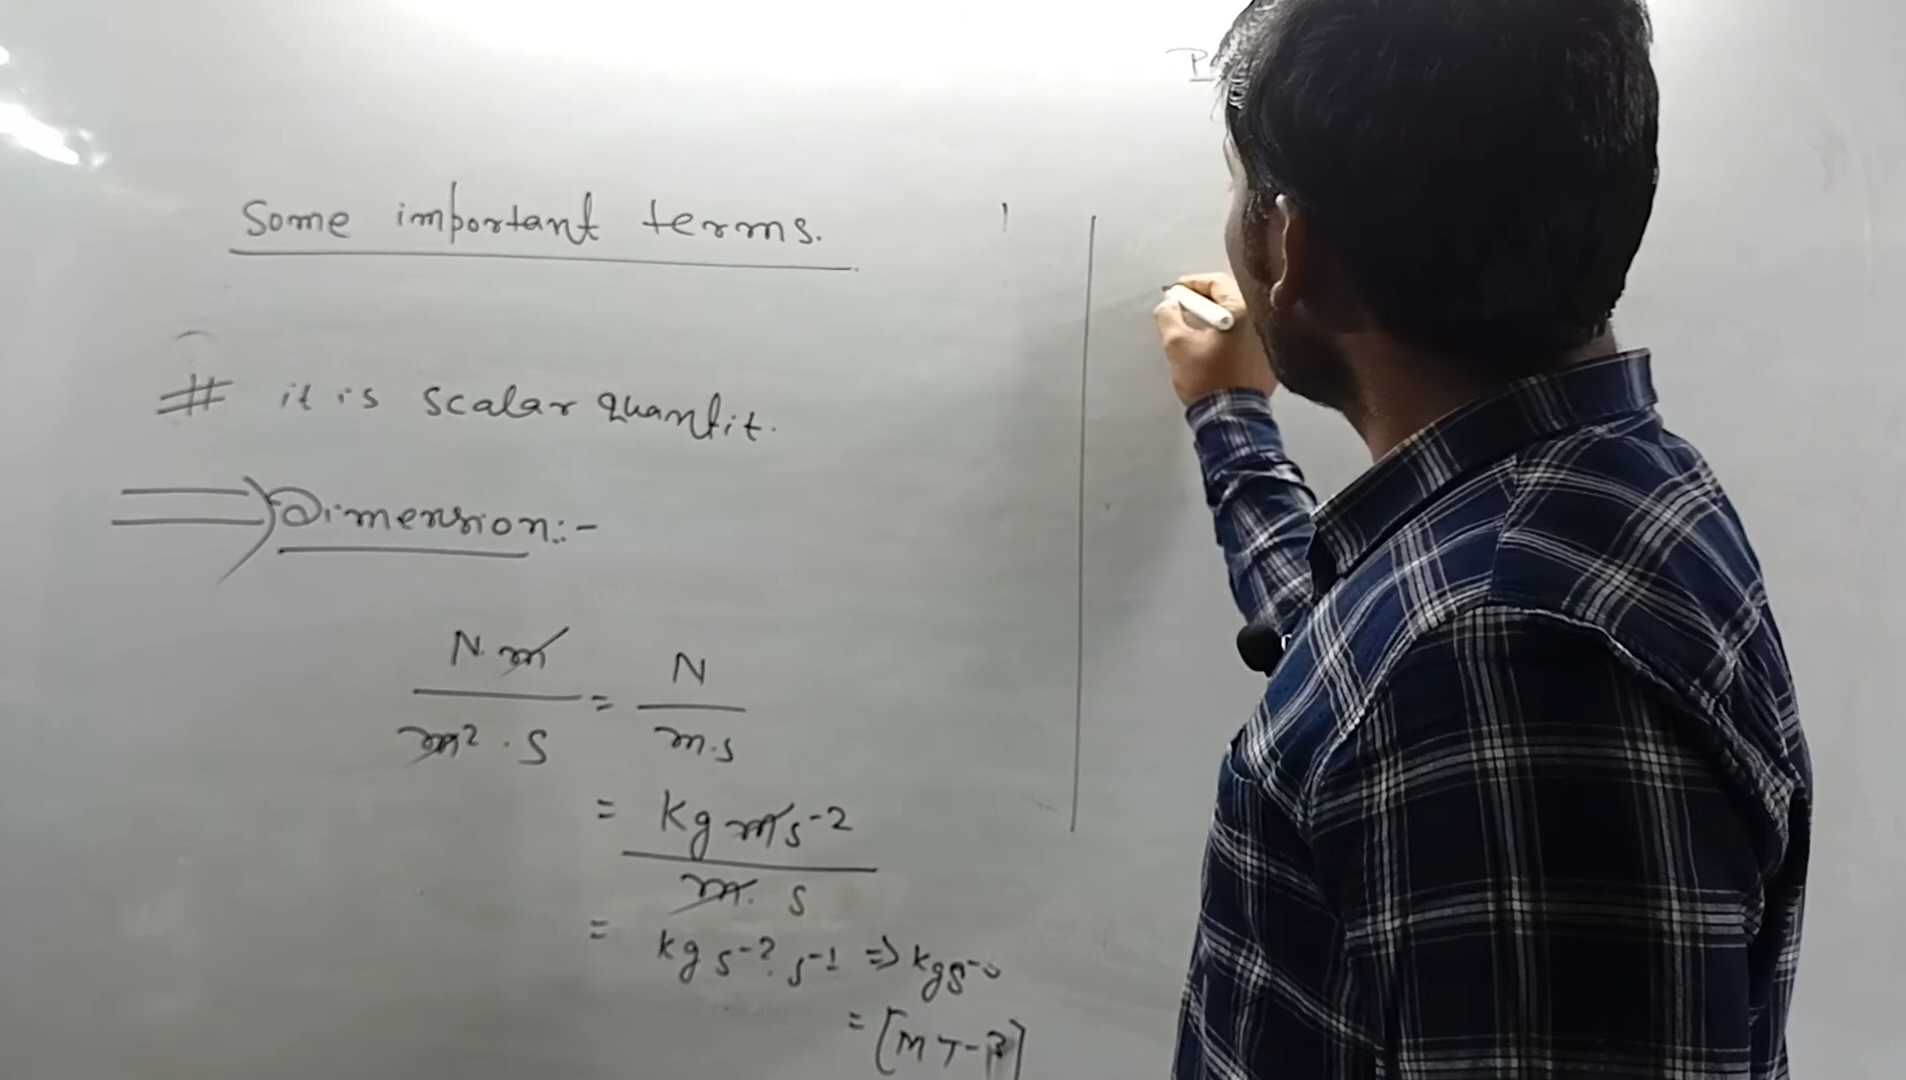 Some important terms.
# it is scalar quantit.
Dimension:-
N.m / m² . s = N / m.s
= kg m s⁻² / m. s
= kg s⁻² . s⁻¹ ⇒ kg s⁻³
= [M T⁻³]